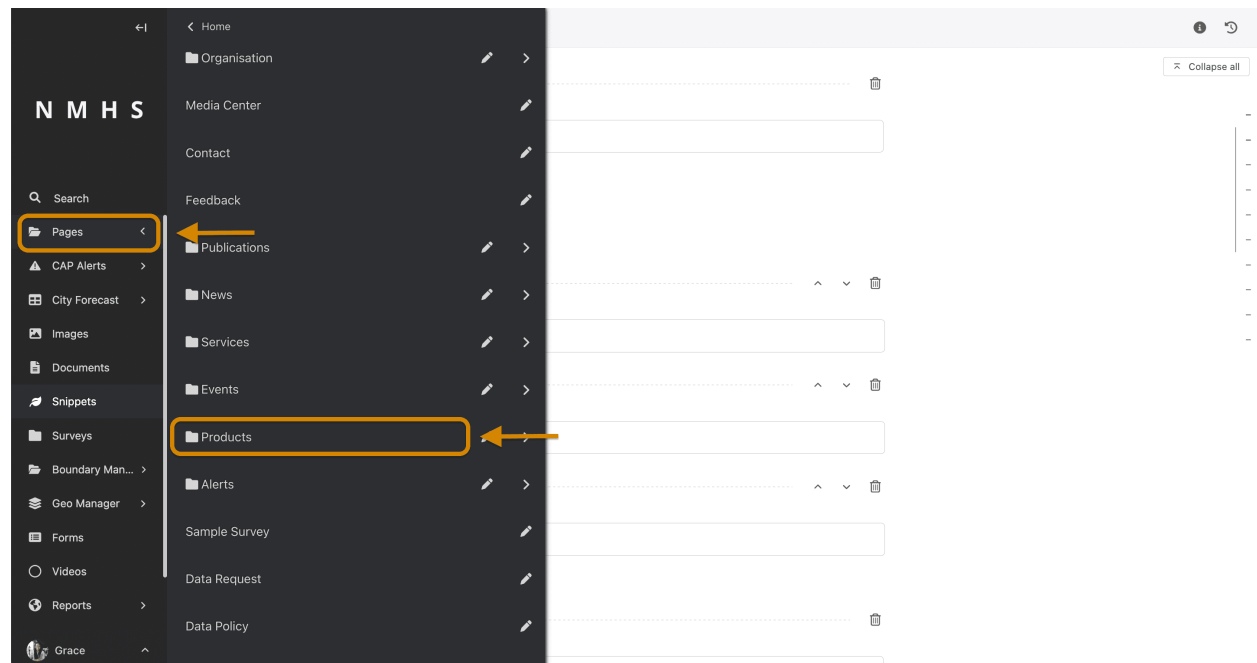 NMHS
Search
Pages
CAP Alerts
City Forecast
Images
Documents
Snippets
Surveys
Boundary Man...
Geo Manager
Forms
Videos
Reports
Grace
Home
Organisation
Media Center
Contact
Feedback
Publications
News
Services
Events
Products
Alerts
Sample Survey
Data Request
Data Policy
Collapse all